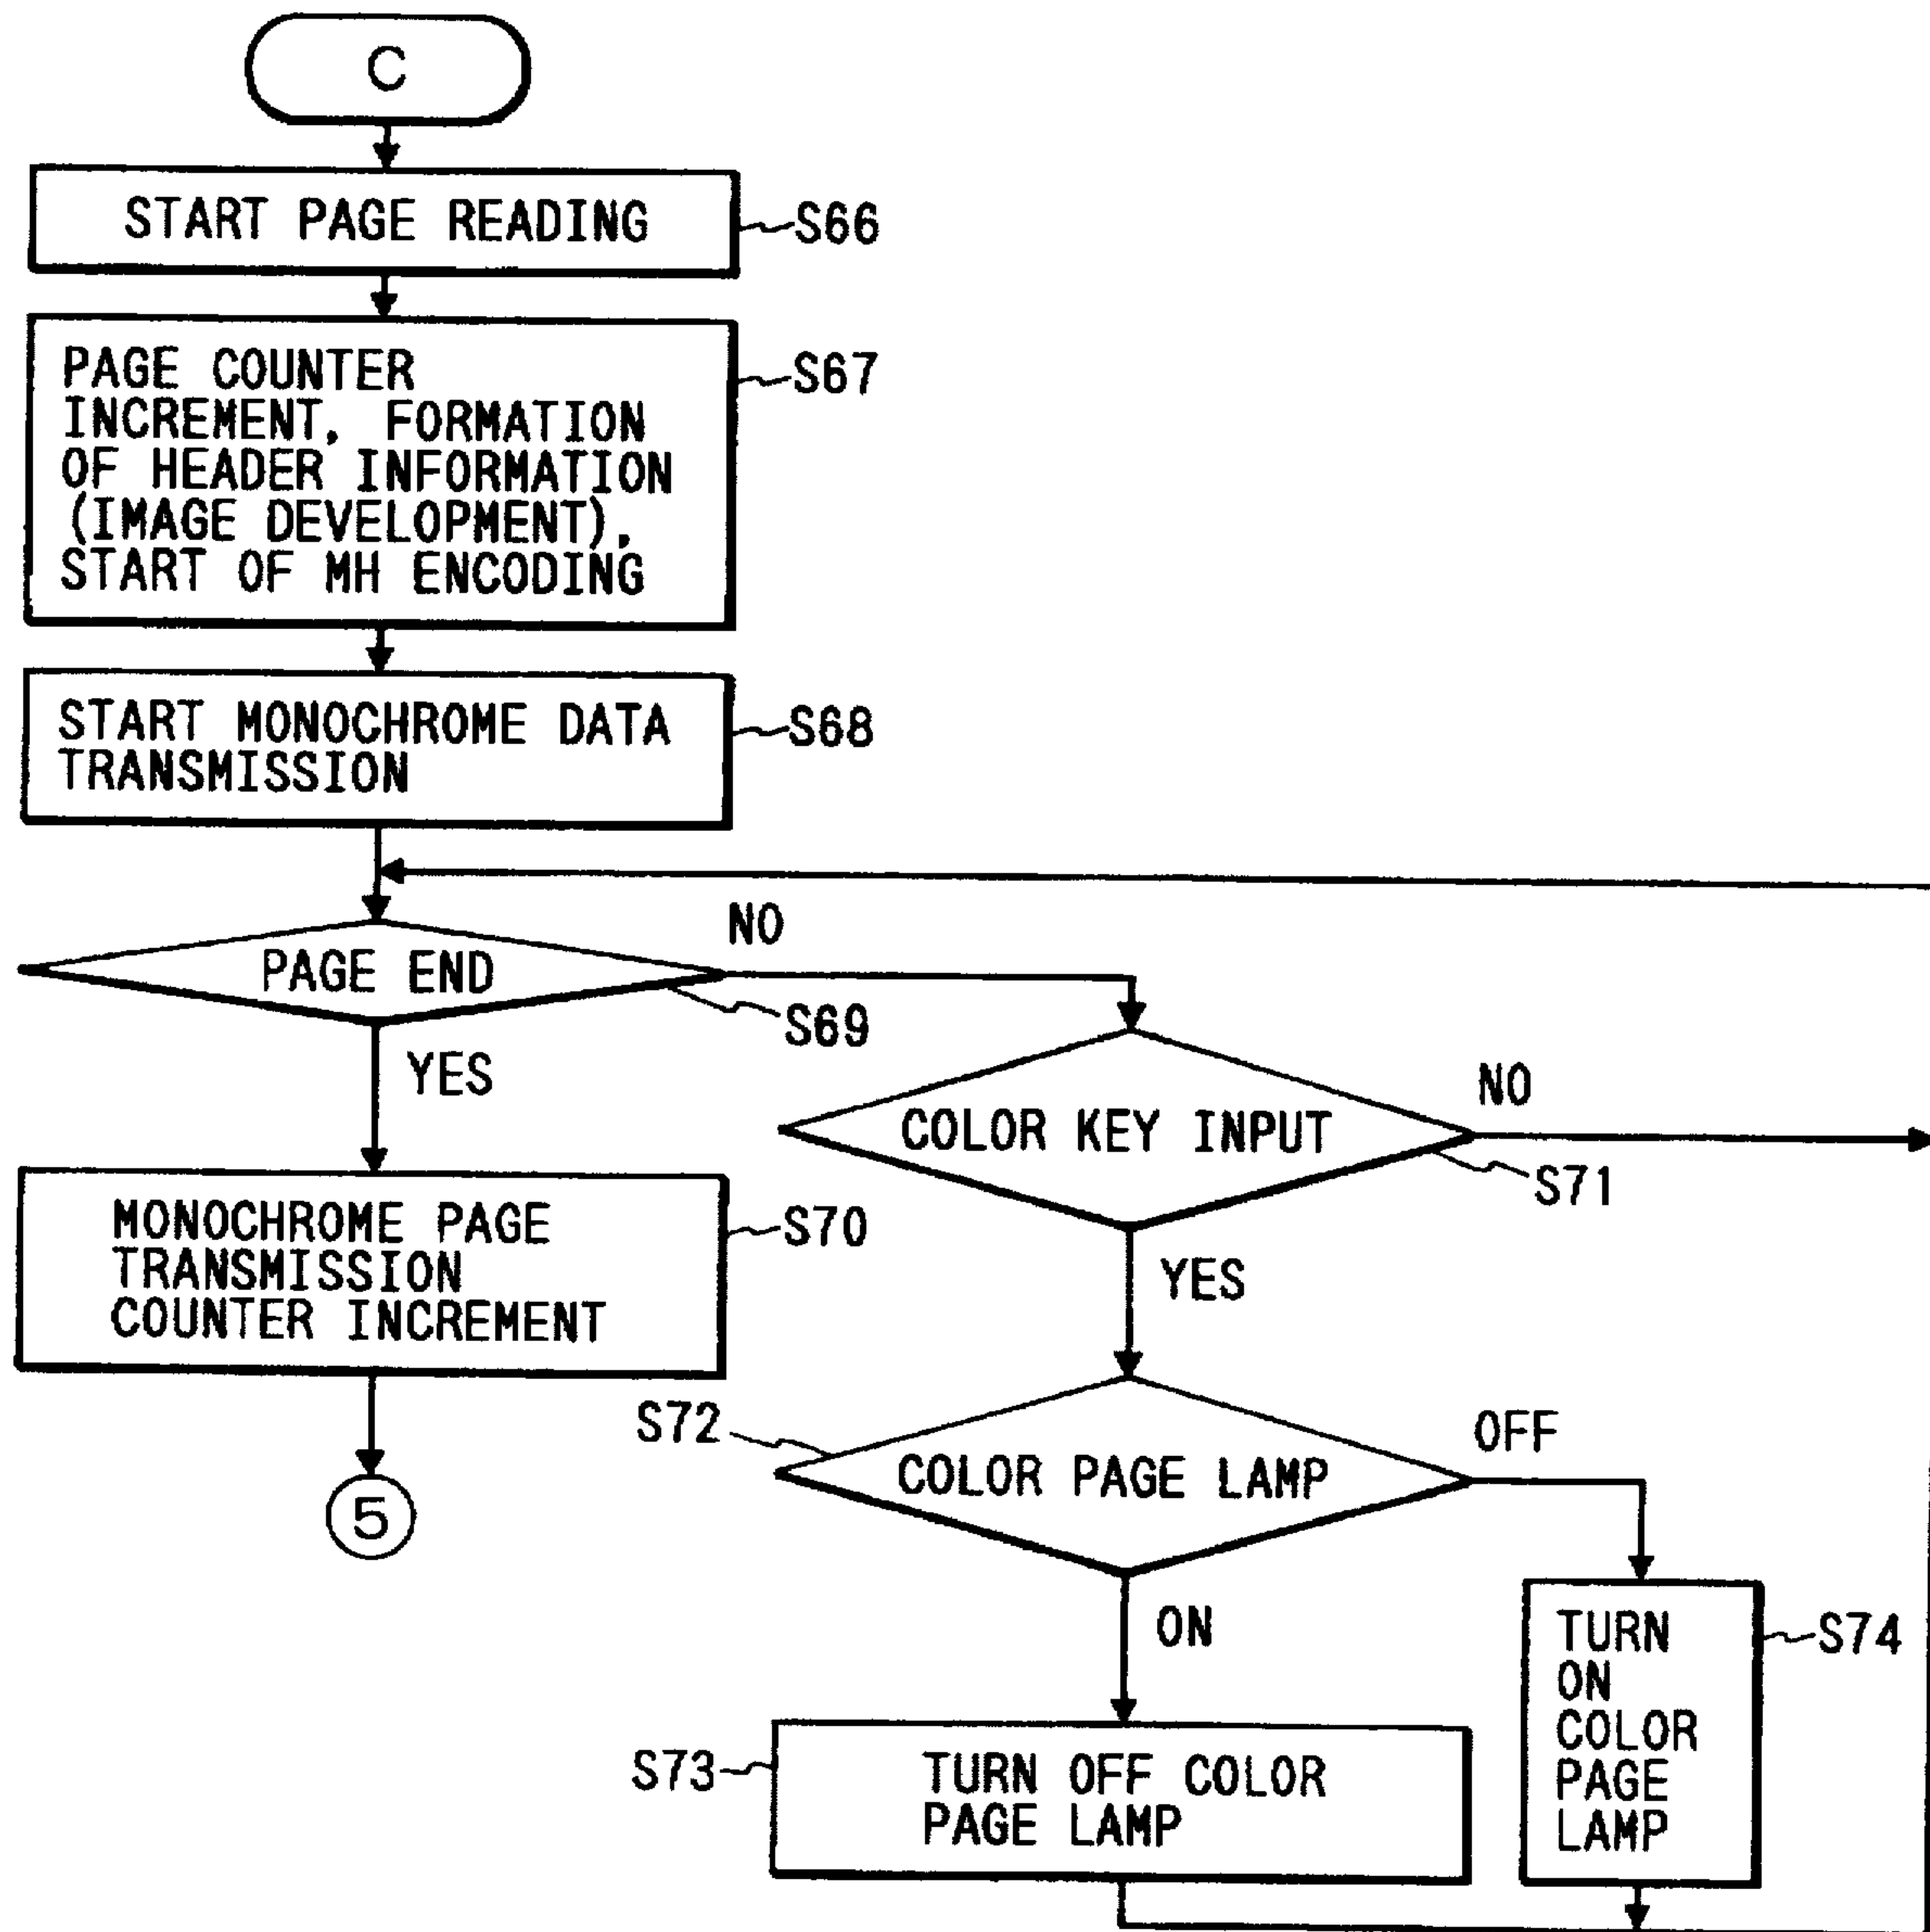 C
START PAGE READING
S66
PAGE COUNTER
INCREMENT, FORMATION
OF HEADER INFORMATION
(IMAGE DEVELOPMENT),
START OF MH ENCODING
S67
START MONOCHROME DATA
TRANSMISSION
S68
PAGE END
NO
S69
YES
COLOR KEY INPUT
NO
S71
YES
MONOCHROME PAGE
TRANSMISSION
COUNTER INCREMENT
S70
5
S72
COLOR PAGE LAMP
OFF
ON
TURN
ON
COLOR
PAGE
LAMP
S74
S73
TURN OFF COLOR
PAGE LAMP